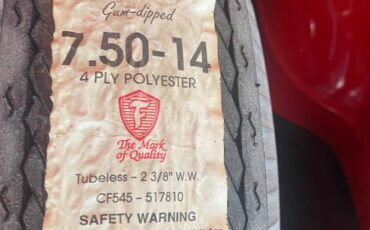 Gum-dipped
7.50-14
4 PLY POLYESTER
F
The Mark
of Quality
Tubeless - 2 3/8" W.W.
CF545 - 517810
SAFETY WARNING